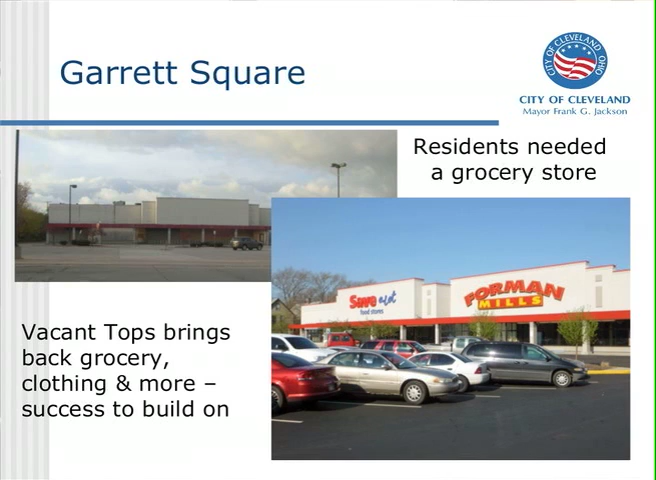 Garrett Square
CITY OF CLEVELAND OHIO
CITY OF CLEVELAND
Mayor Frank G. Jackson
Residents needed
a grocery store
Save a lot
food stores
FORMAN
MILLS
Vacant Tops brings
back grocery,
clothing & more –
success to build on